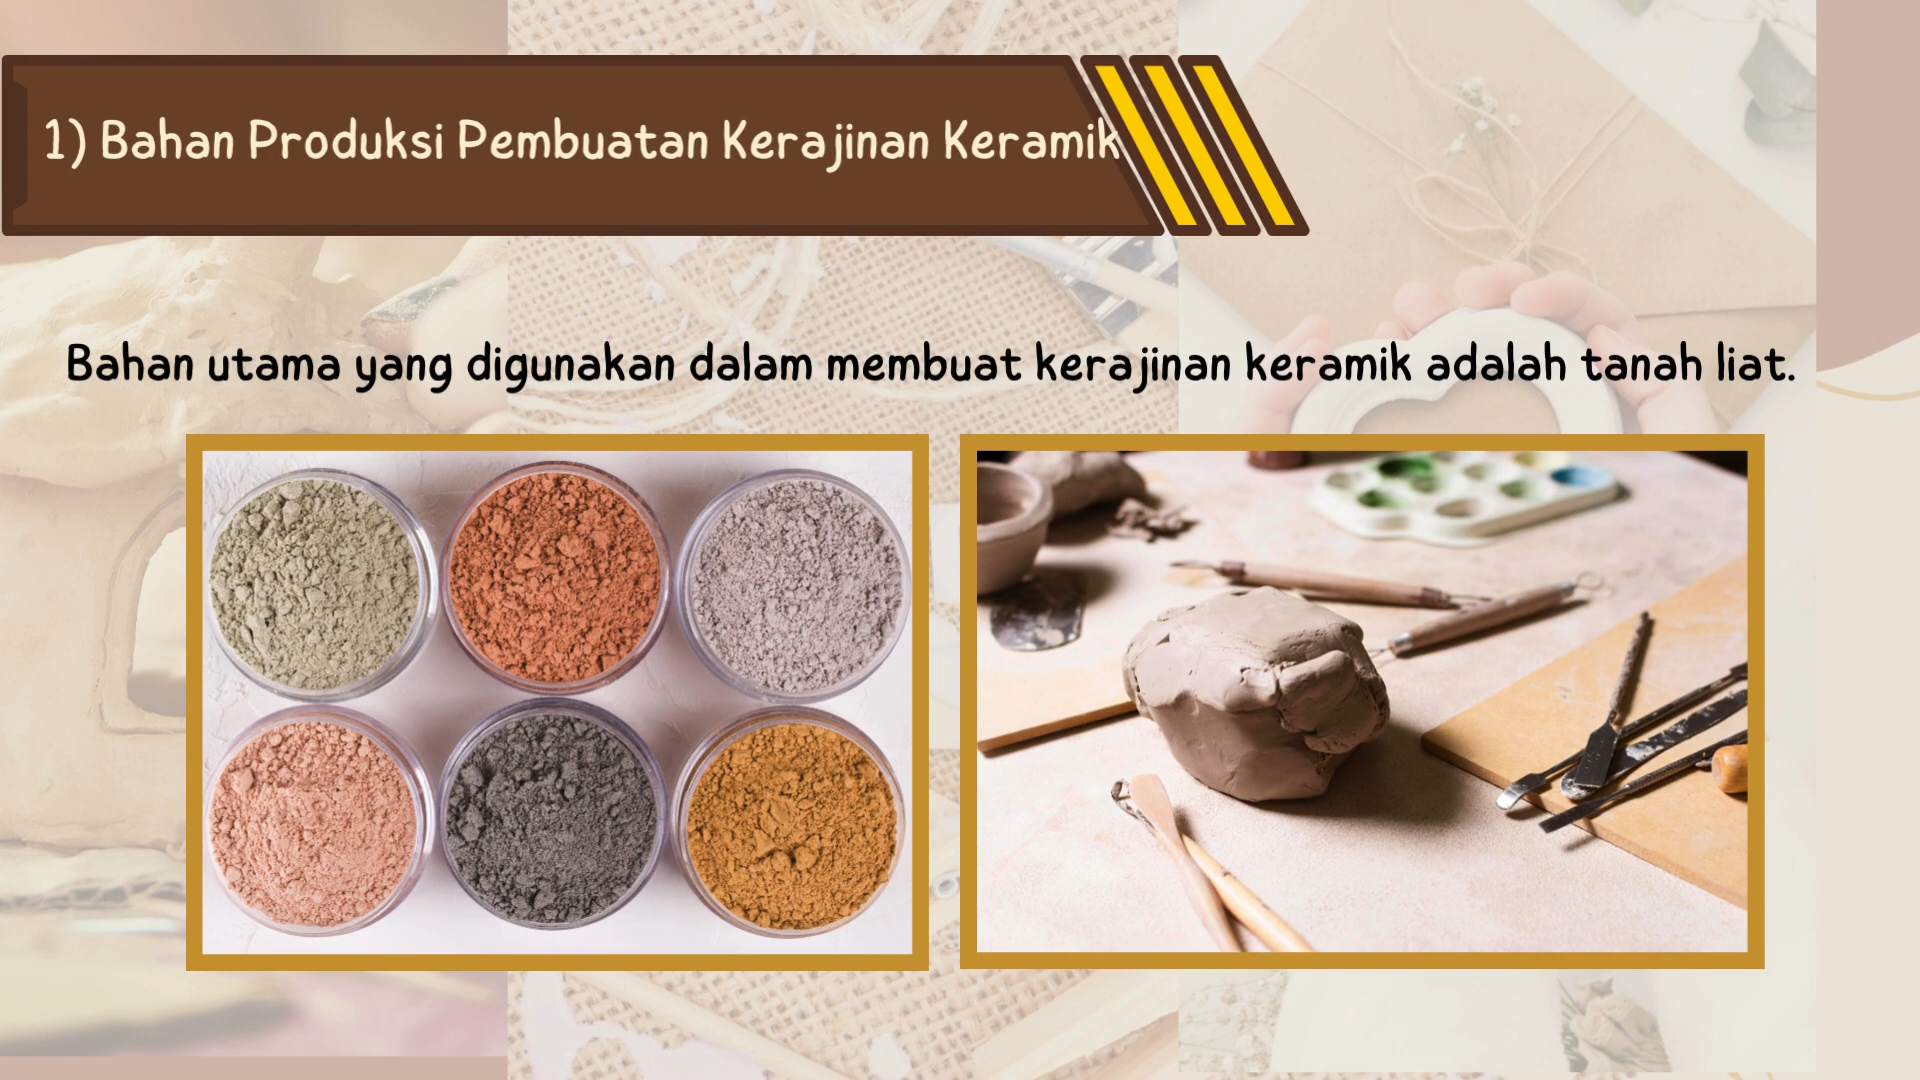 1) Bahan Produksi Pembuatan Kerajinan Keramik
Bahan utama yang digunakan dalam membuat kerajinan keramik adalah tanah liat.